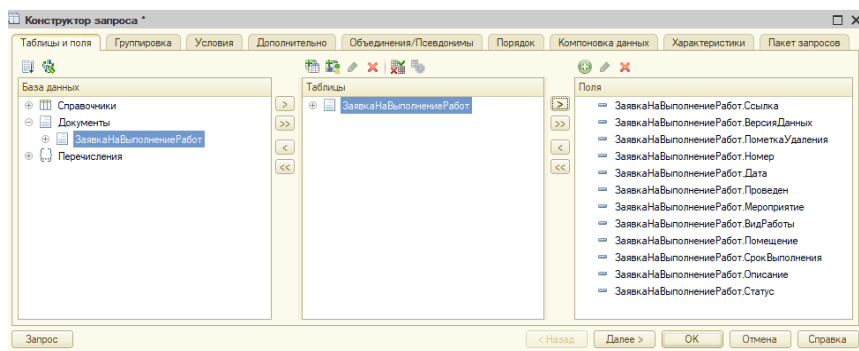 Конструктор запроса *
Таблицы и поля Группировка Условия Дополнительно Объединения/Псевдонимы Порядок Компоновка данных Характеристики Пакет запросов
База данных
Справочники
Документы
ЗаявкаНаВыполнениеРабот
Перечисления
>
>>
<
<<
Таблицы
ЗаявкаНаВыполнениеРабот
>
>>
<
<<
Поля
ЗаявкаНаВыполнениеРабот.Ссылка
ЗаявкаНаВыполнениеРабот.ВерсияДанных
ЗаявкаНаВыполнениеРабот.ПометкаУдаления
ЗаявкаНаВыполнениеРабот.Номер
ЗаявкаНаВыполнениеРабот.Дата
ЗаявкаНаВыполнениеРабот.Проведен
ЗаявкаНаВыполнениеРабот.Мероприятие
ЗаявкаНаВыполнениеРабот.ВидРаботы
ЗаявкаНаВыполнениеРабот.Помещение
ЗаявкаНаВыполнениеРабот.СрокВыполнения
ЗаявкаНаВыполнениеРабот.Описание
ЗаявкаНаВыполнениеРабот.Статус
Запрос < Назад Далее > ОК Отмена Справка